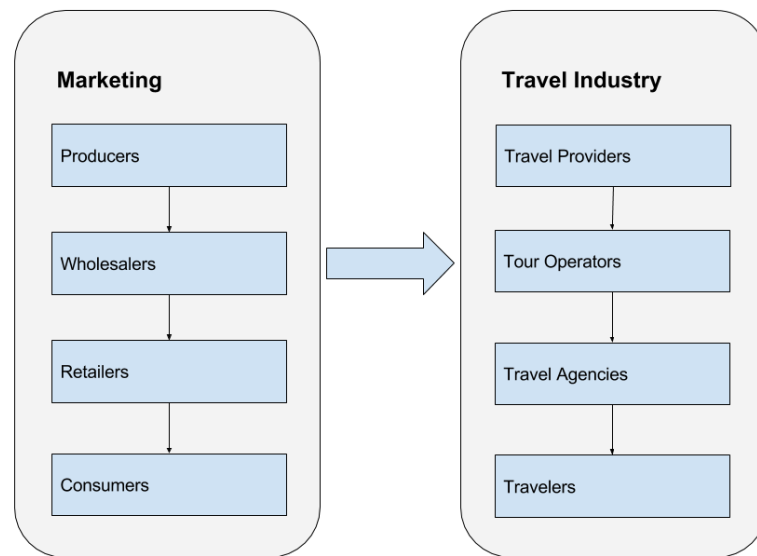 Marketing
Producers
Wholesalers
Retailers
Consumers
Travel Industry
Travel Providers
Tour Operators
Travel Agencies
Travelers